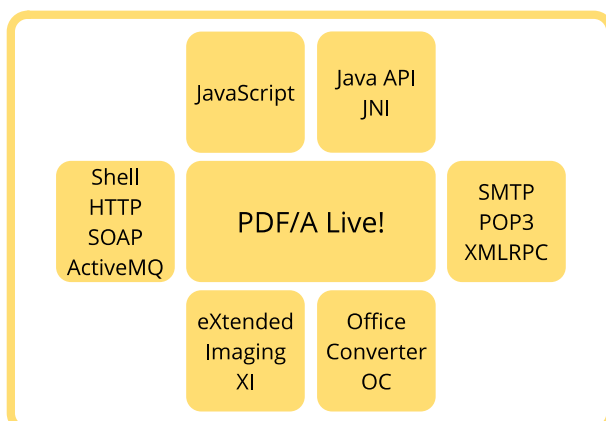 JavaScript
Java API
JNI
Shell
HTTP
SOAP
ActiveMQ
PDF/A Live!
SMTP
POP3
XMLRPC
eXtended
Imaging
XI
Office
Converter
OC